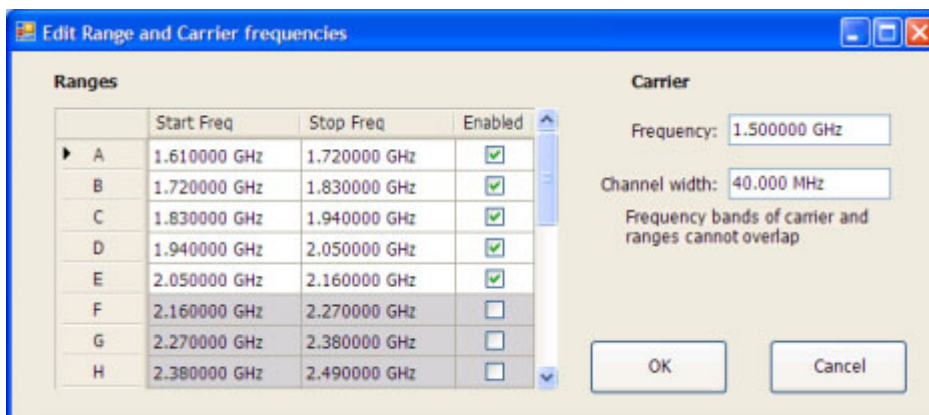 Edit Range and Carrier frequencies
Ranges
Start Freq Stop Freq Enabled
A 1.610000 GHz 1.720000 GHz
B 1.720000 GHz 1.830000 GHz
C 1.830000 GHz 1.940000 GHz
D 1.940000 GHz 2.050000 GHz
E 2.050000 GHz 2.160000 GHz
F 2.160000 GHz 2.270000 GHz
G 2.270000 GHz 2.380000 GHz
H 2.380000 GHz 2.490000 GHz
Carrier
Frequency: 1.500000 GHz
Channel width: 40.000 MHz
Frequency bands of carrier and
ranges cannot overlap
OK Cancel